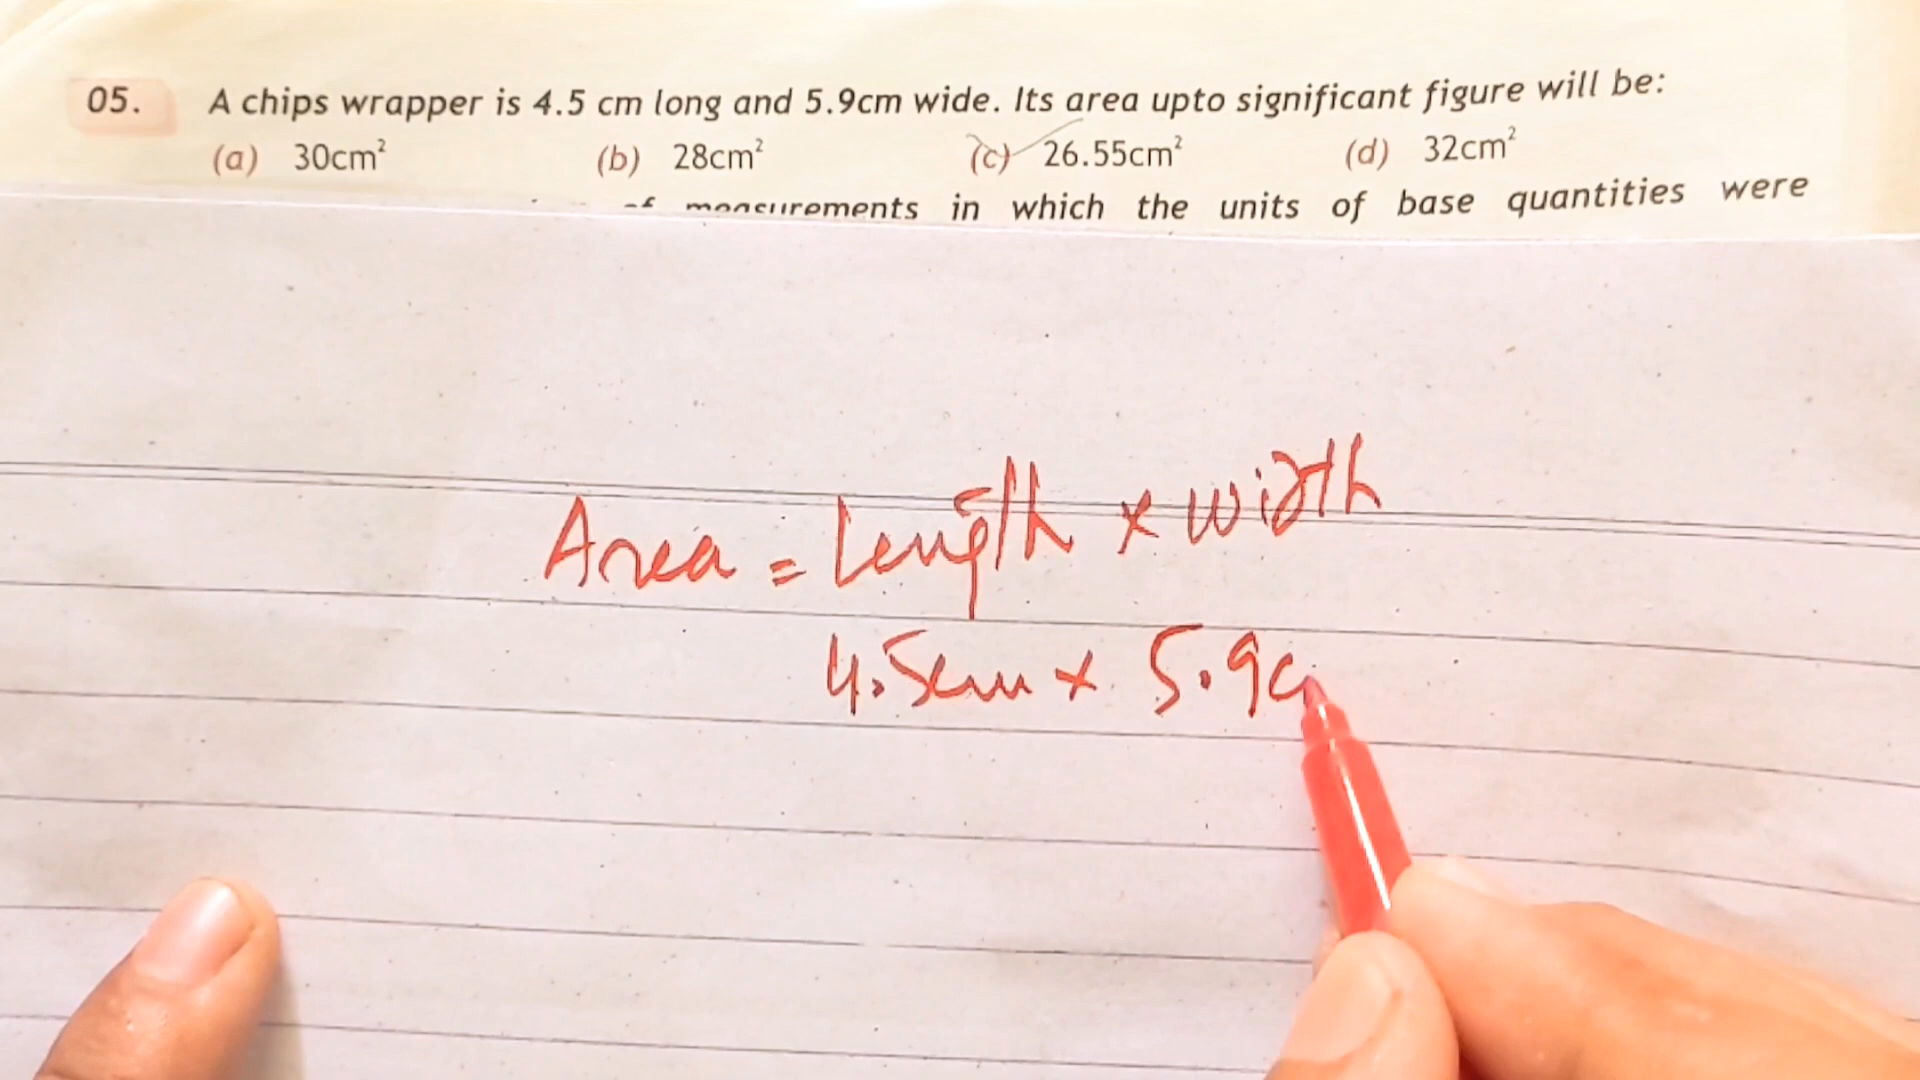 05. A chips wrapper is 4.5 cm long and 5.9cm wide. Its area upto significant figure will be:
(a) 30cm² (b) 28cm² (c) 26.55cm² (d) 32cm²
of measurements in which the units of base quantities were
Area = Length × width
4.5cm × 5.9c